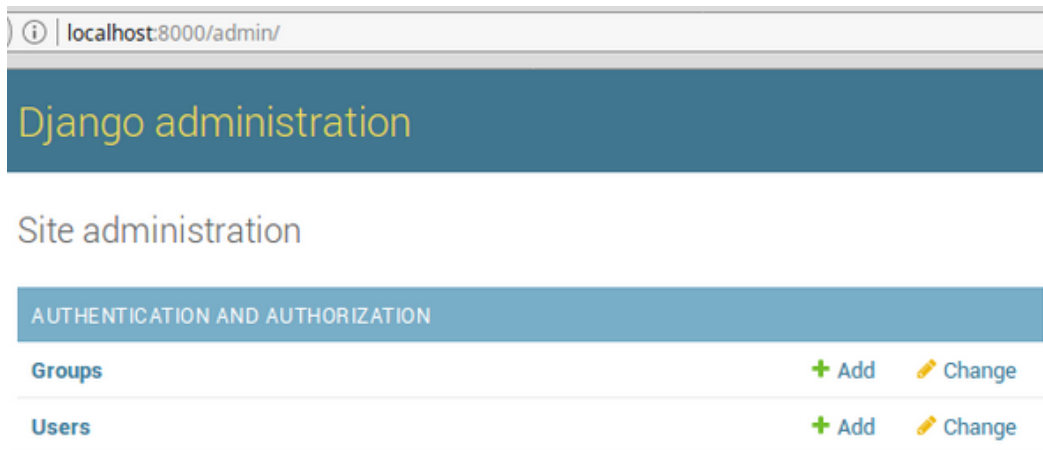 localhost:8000/admin/
Django administration
Site administration
AUTHENTICATION AND AUTHORIZATION
Groups Add Change
Users Add Change